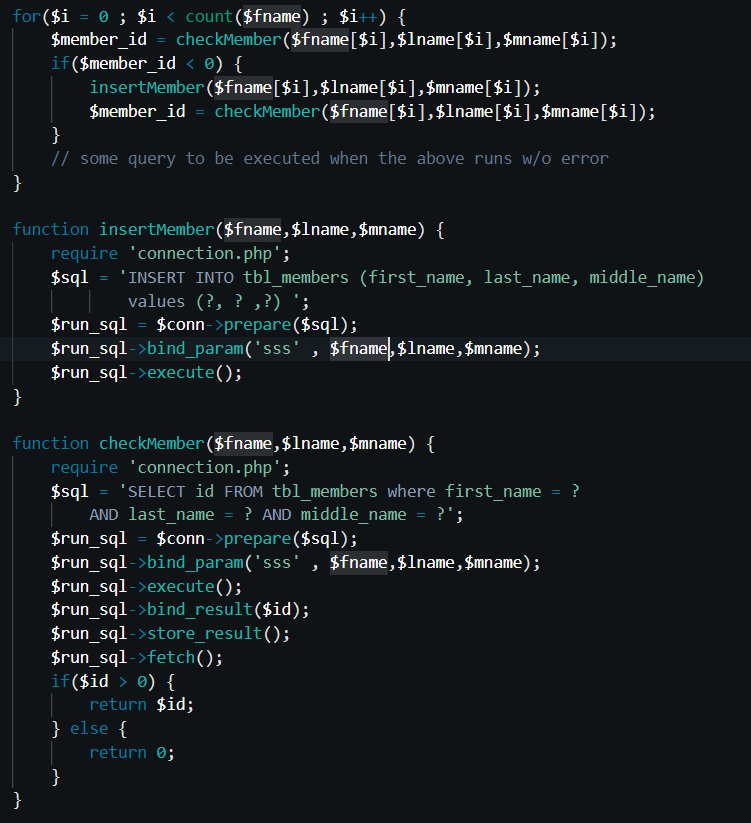 for($i = 0 ; $i < count($fname) ; $i++) {
    $member_id = checkMember($fname[$i],$lname[$i],$mname[$i]);
    if($member_id < 0) {
        insertMember($fname[$i],$lname[$i],$mname[$i]);
        $member_id = checkMember($fname[$i],$lname[$i],$mname[$i]);
    }
    // some query to be executed when the above runs w/o error
}

function insertMember($fname,$lname,$mname) {
    require 'connection.php';
    $sql = 'INSERT INTO tbl_members (first_name, last_name, middle_name)
            values (?, ? ,?) ';
    $run_sql = $conn->prepare($sql);
    $run_sql->bind_param('sss' , $fname,$lname,$mname);
    $run_sql->execute();
}

function checkMember($fname,$lname,$mname) {
    require 'connection.php';
    $sql = 'SELECT id FROM tbl_members where first_name = ?
        AND last_name = ? AND middle_name = ?';
    $run_sql = $conn->prepare($sql);
    $run_sql->bind_param('sss' , $fname,$lname,$mname);
    $run_sql->execute();
    $run_sql->bind_result($id);
    $run_sql->store_result();
    $run_sql->fetch();
    if($id > 0) {
        return $id;
    } else {
        return 0;
    }
}